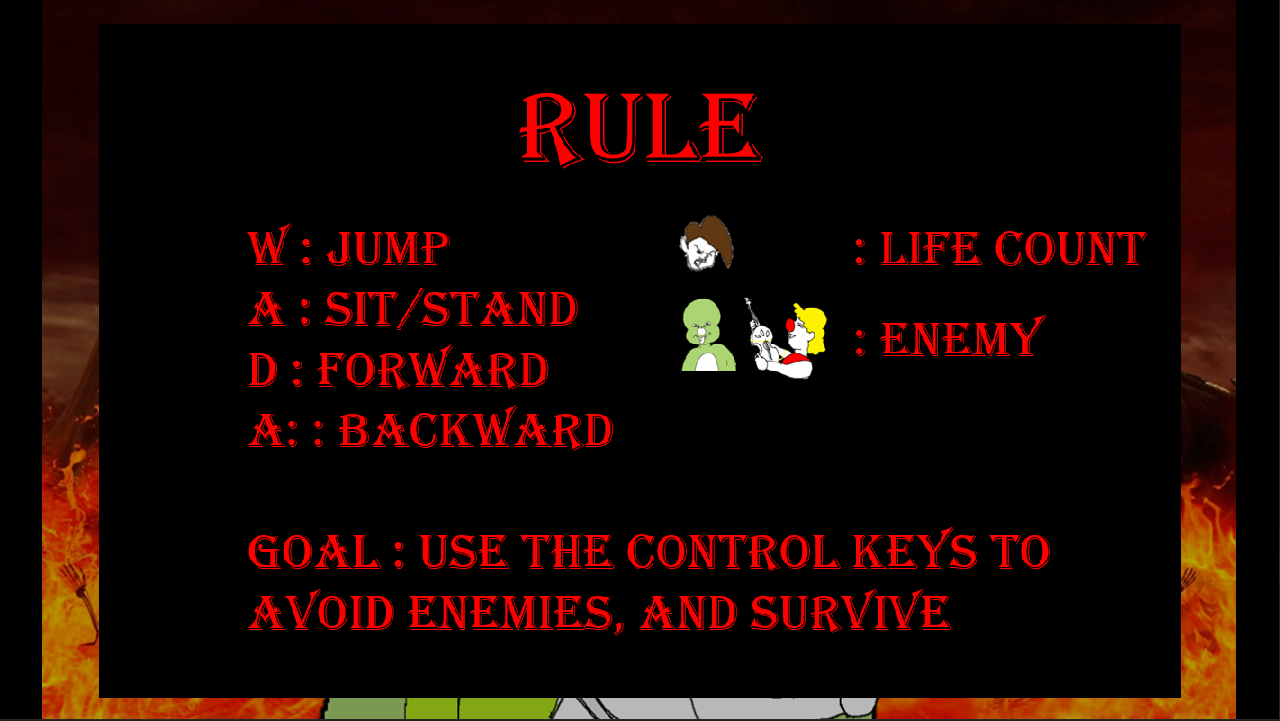 RULE
W : JUMP
: LIFE COUNT
A : SIT/STAND
: ENEMY
D : FORWARD
A: : BACKWARD
GOAL : USE THE CONTROL KEYS TO
AVOID ENEMIES, AND SURVIVE